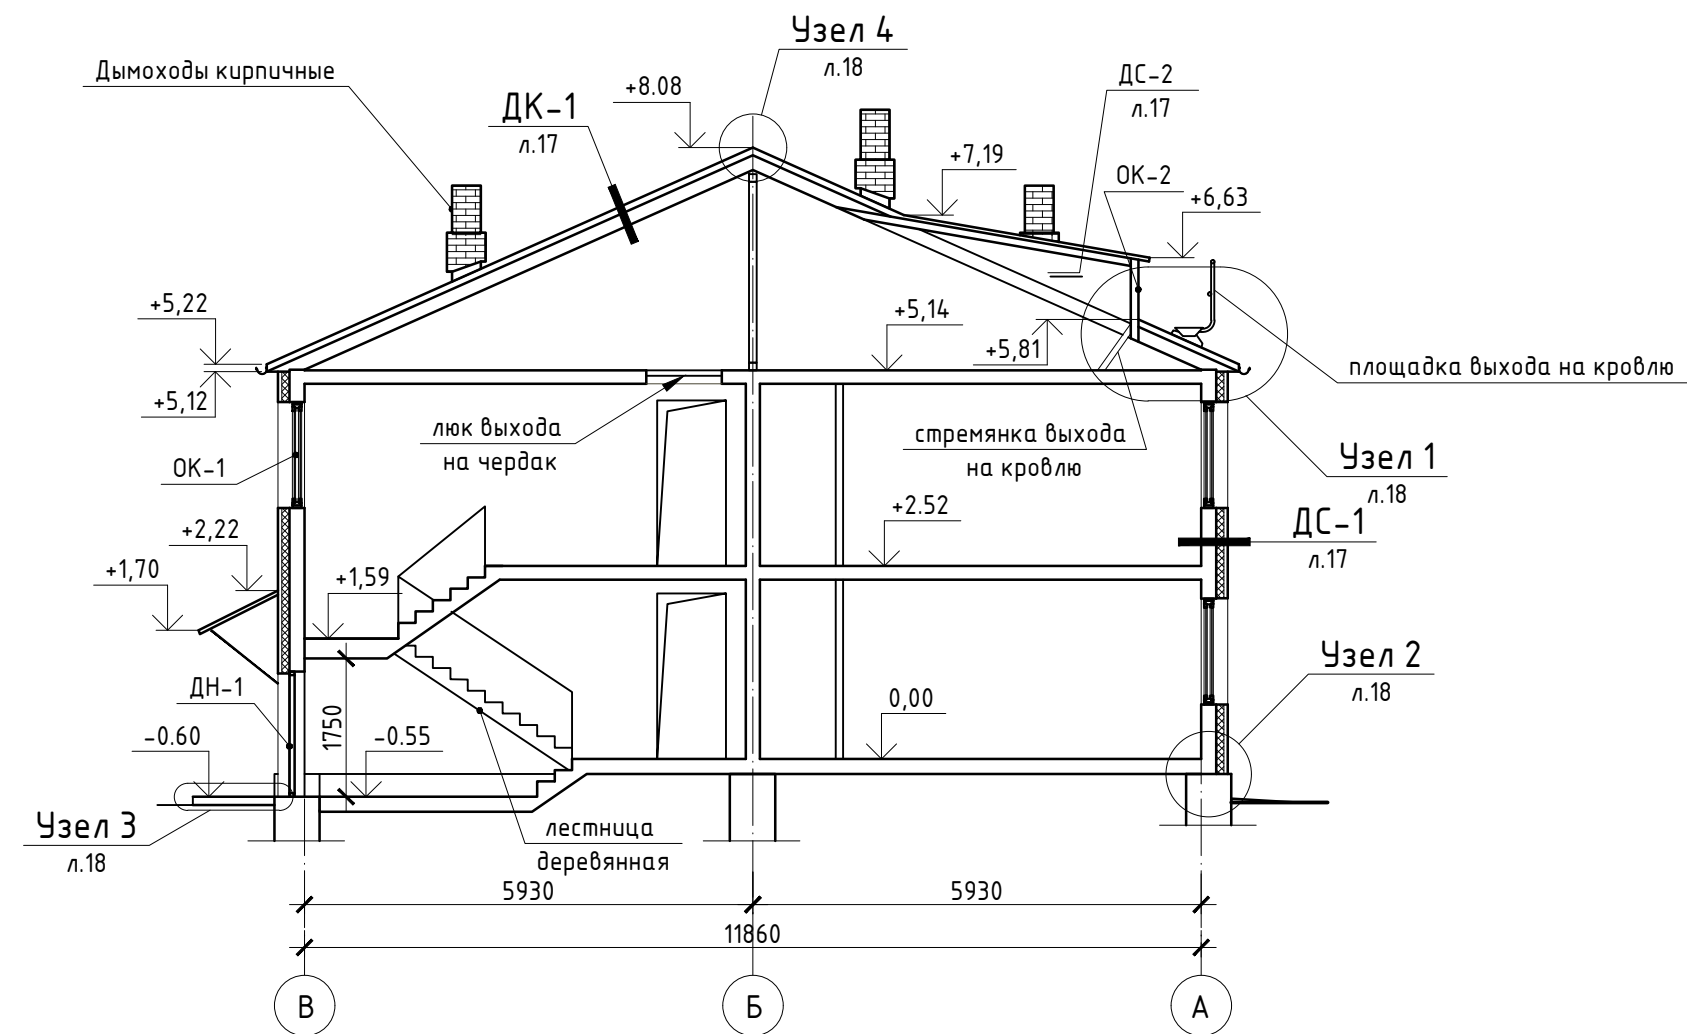 Узел 4
л.18
Дымоходы кирпичные
ДК-1
л.17
+8.08
ДС-2
л.17
+7,19
ОК-2
+6,63
+5,22
+5,14
+5,81
площадка выхода на кровлю
+5,12
люк выхода
на чердак
стремянка выхода
на кровлю
ОК-1
Узел 1
л.18
+2,22
+2.52
ДС-1
л.17
+1,70
+1,59
Узел 2
л.18
ДН-1
0,00
1750
-0.60
-0.55
Узел 3
л.18
лестница
деревянная
5930
5930
11860
В
Б
А